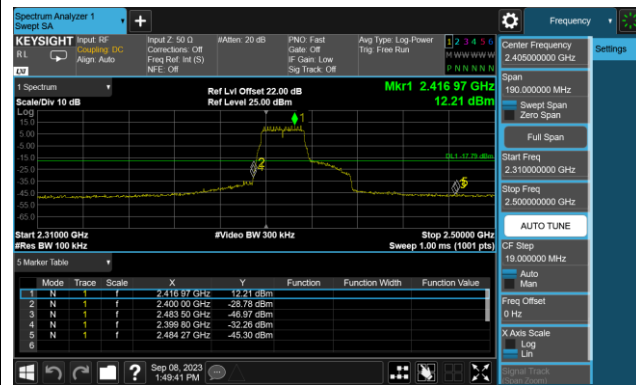 Spectrum Analyzer 1
Swept SA
Frequency
KEYSIGHT
Input: RF
Coupling: DC
Align: Auto
Input Z: 50 Ω
Corrections: Off
Freq Ref: Int (S)
NFE: Off
#Atten: 20 dB
PNO: Fast
Gate: Off
IF Gain: Low
Sig Track: Off
Avg Type: Log-Power
Trig: Free Run
1 2 3 4 5 6
M W W W W W
P N N N N N
R L
LXI
1 Spectrum
Scale/Div 10 dB
Ref Lvl Offset 22.00 dB
Ref Level 25.00 dBm
Mkr1 2.416 97 GHz
12.21 dBm
Log
15.0
5.00
-5.00
-15.0
-25.0
-35.0
-45.0
-55.0
-65.0
1
2
DL1 -17.79 dBm
Start 2.31000 GHz
#Res BW 100 kHz
#Video BW 300 kHz
Stop 2.50000 GHz
Sweep 1.00 ms (1001 pts)
5 Marker Table
Mode Trace Scale X Y Function Function Width Function Value
1 N 1 f 2.416 97 GHz 12.21 dBm
2 N 1 f 2.400 00 GHz -28.78 dBm
3 N 1 f 2.483 50 GHz -46.97 dBm
4 N 1 f 2.399 80 GHz -32.26 dBm
5 N 1 f 2.484 27 GHz -45.30 dBm
6
Sep 08, 2023
1:49:41 PM
Center Frequency
2.405000000 GHz
Settings
Span
190.000000 MHz
Swept Span
Zero Span
Full Span
Start Freq
2.310000000 GHz
Stop Freq
2.500000000 GHz
AUTO TUNE
CF Step
19.000000 MHz
Auto
Man
Freq Offset
0 Hz
X Axis Scale
Log
Lin
Signal Track
(Span Zoom)